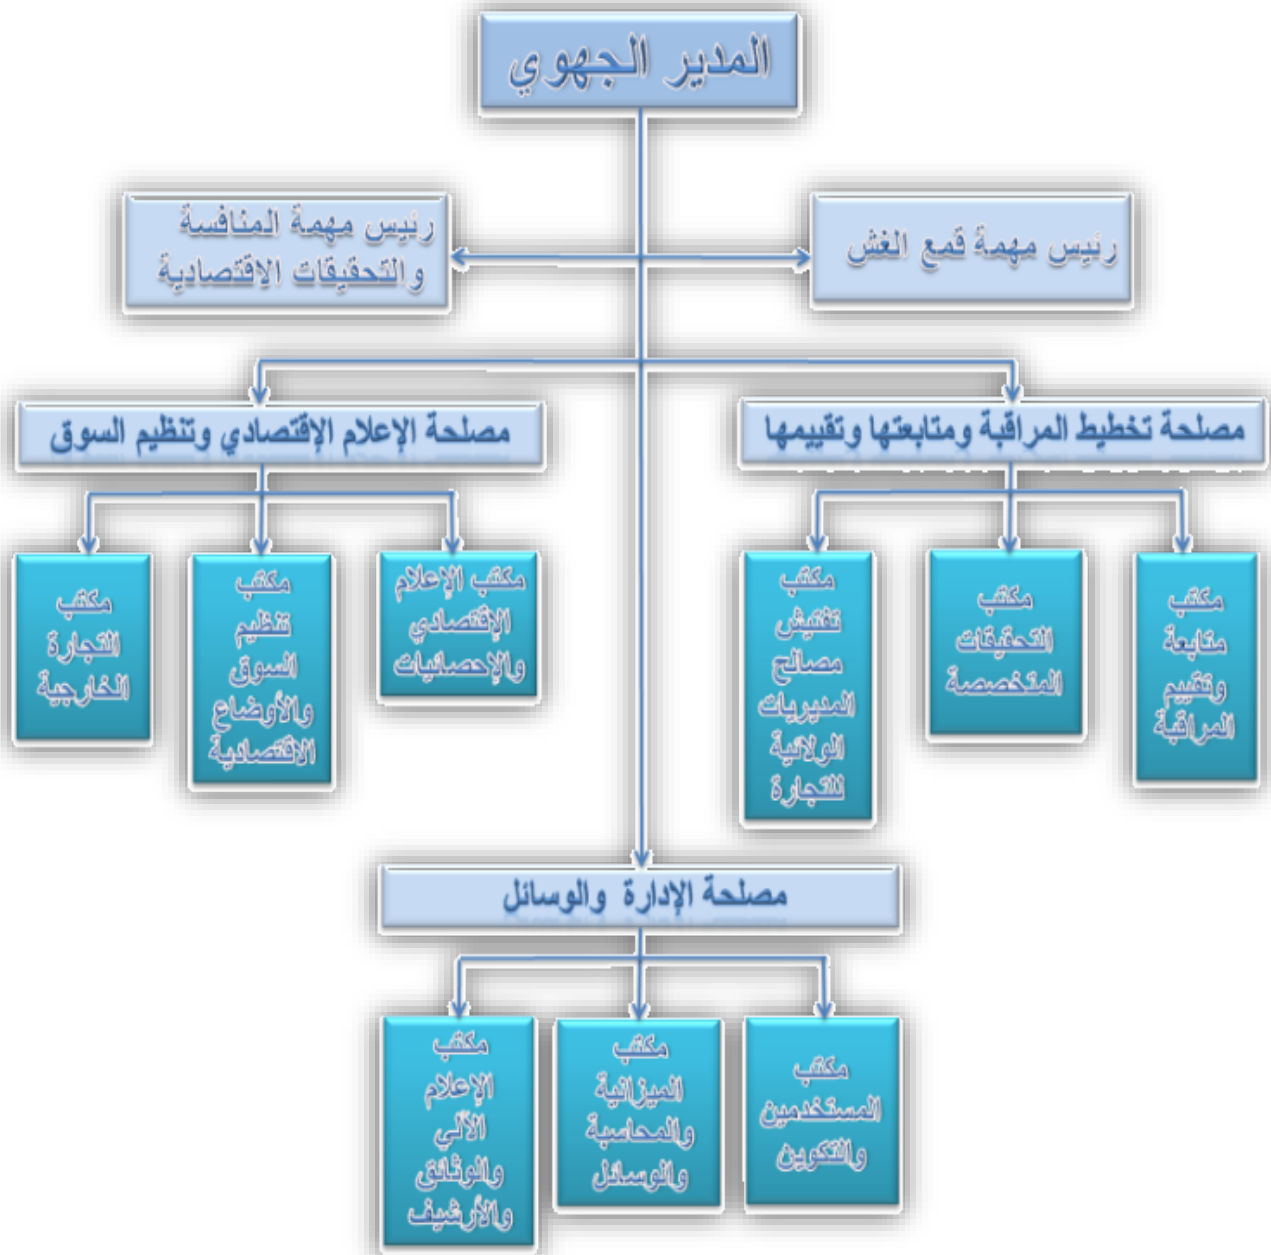 المدير الجهوي
رئيس مهمة قمع الغش
رئيس مهمة المنافسة
والتحقيقات الاقتصادية
مصلحة تخطيط المراقبة ومتابعتها وتقييمها
مصلحة الإعلام الإقتصادي وتنظيم السوق
مكتب
متابعة
وتقييم
المراقبة
مكتب
التحقيقات
المتخصصة
مكتب
تفتيش
مصالح
المديريات
الولائية
للتجارة
مكتب الإعلام
الإقتصادي
والإحصائيات
مكتب
تنظيم
السوق
والأوضاع
الاقتصادية
مكتب
التجارة
الخارجية
مصلحة الإدارة والوسائل
مكتب
المستخدمين
والتكوين
مكتب
الميزانية
والمحاسبة
والوسائل
مكتب
الإعلام
الآلي
والوثائق
والأرشيف